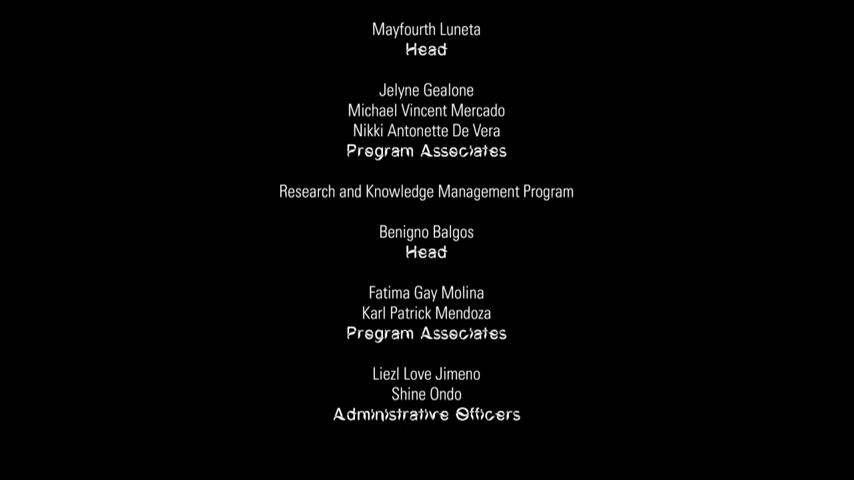 Mayfourth Luneta
Head
Jelyne Gealone
Michael Vincent Mercado
Nikki Antonette De Vera
Program Associates
Research and Knowledge Management Program
Benigno Balgos
Head
Fatima Gay Molina
Karl Patrick Mendoza
Program Associates
Liezl Love Jimeno
Shine Ondo
Administrative Officers